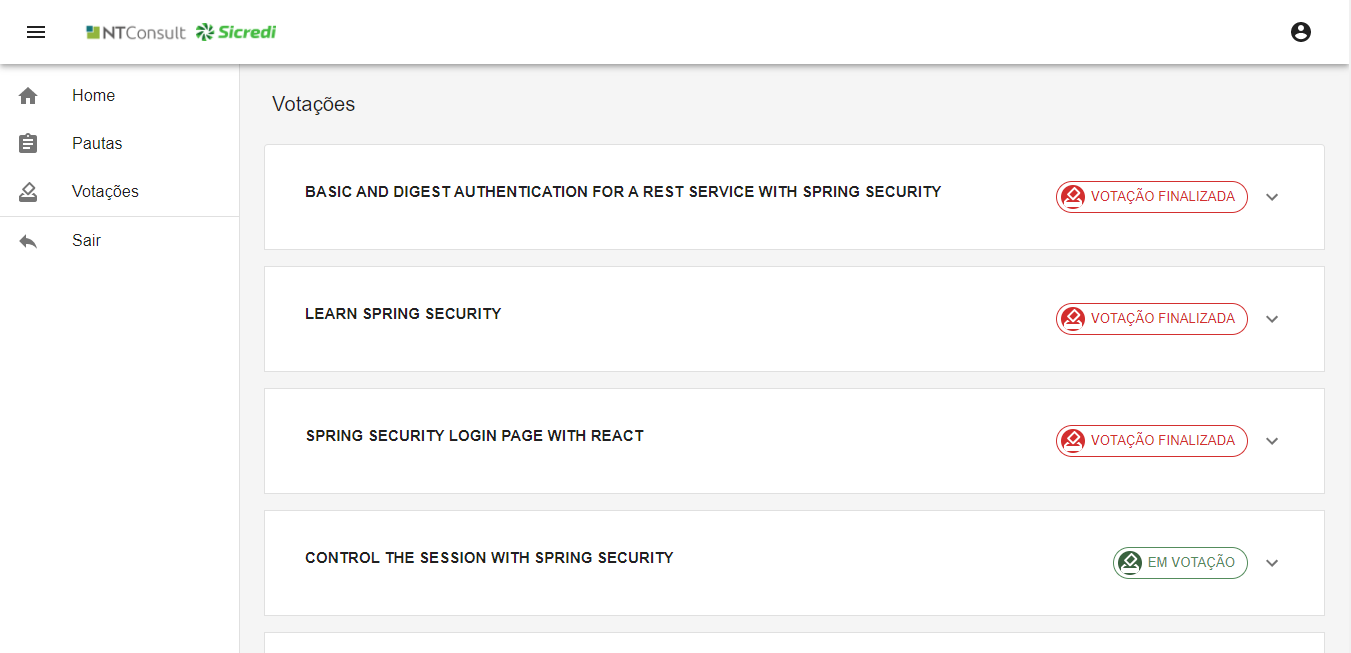 NTConsult Sicredi
Home
Pautas
Votações
Sair
Votações
BASIC AND DIGEST AUTHENTICATION FOR A REST SERVICE WITH SPRING SECURITY
VOTAÇÃO FINALIZADA
LEARN SPRING SECURITY
VOTAÇÃO FINALIZADA
SPRING SECURITY LOGIN PAGE WITH REACT
VOTAÇÃO FINALIZADA
CONTROL THE SESSION WITH SPRING SECURITY
EM VOTAÇÃO